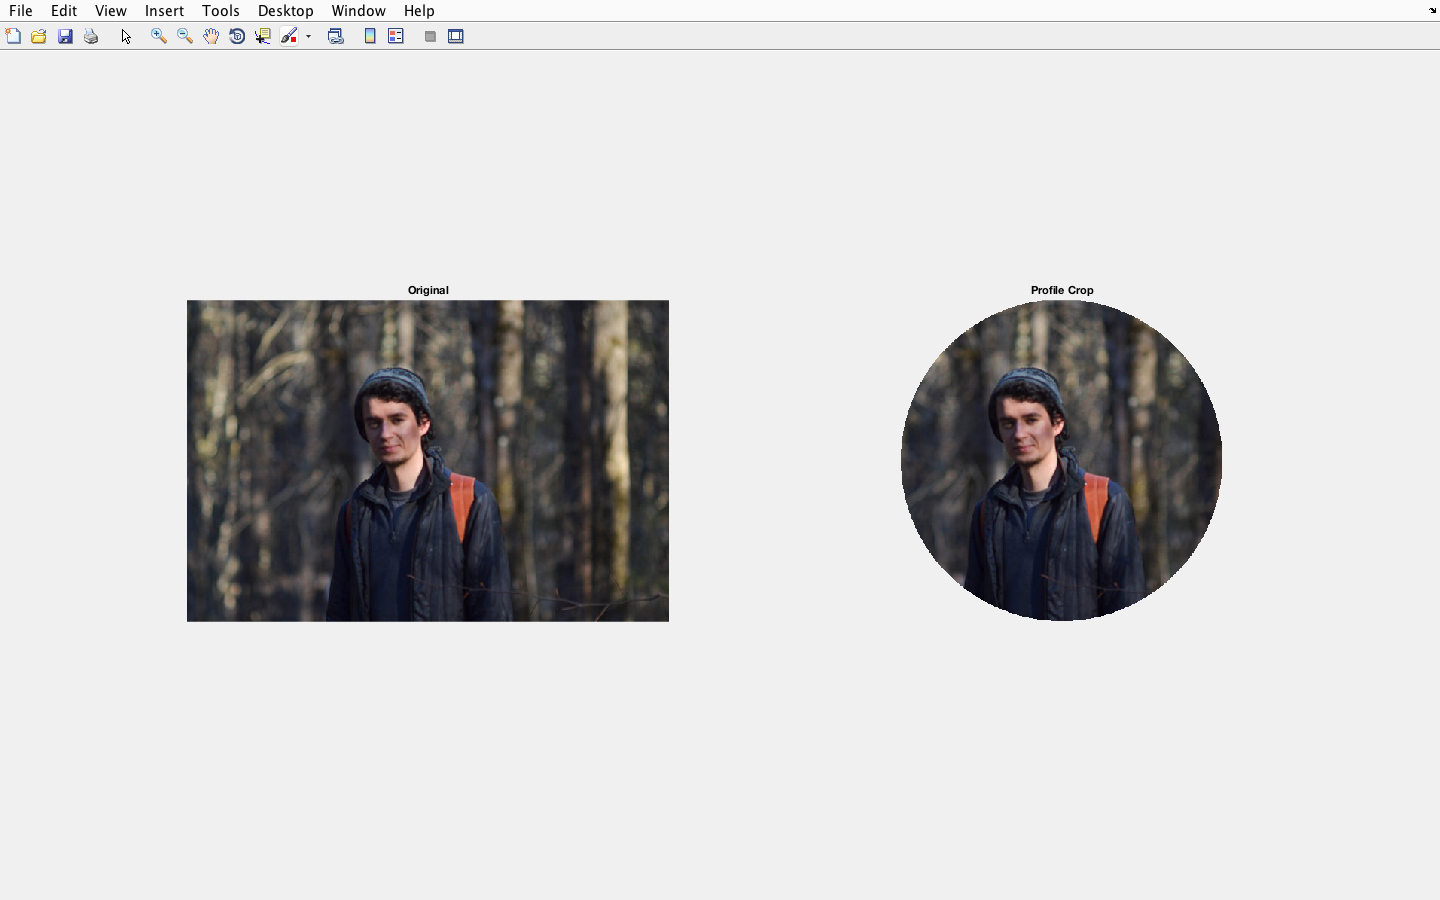 File Edit View Insert Tools Desktop Window Help
Original
Profile Crop